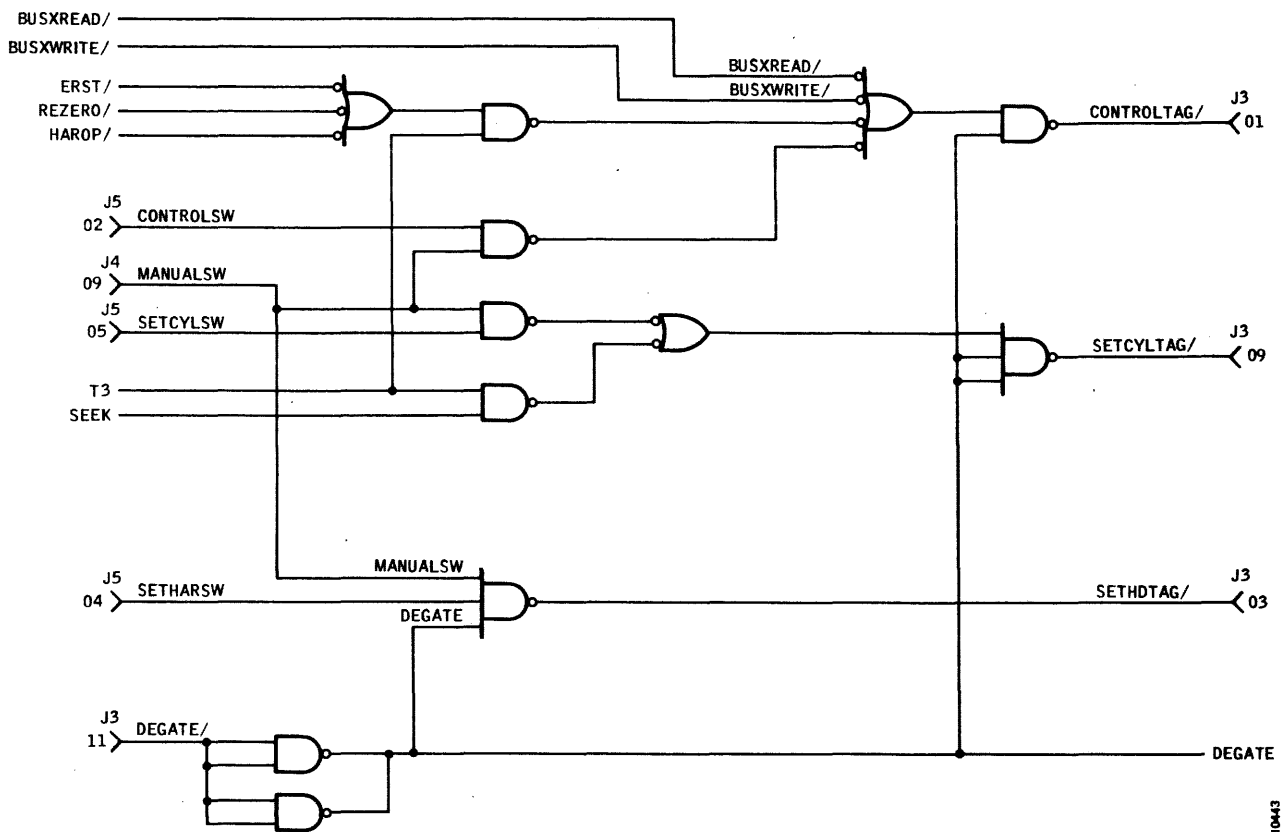 BUSXREAD/
BUSXWRITE/
BUSXREAD/
BUSXWRITE/
ERST/
REZERO/
HAROP/
CONTROLTAG/
J3
01
J5
02
CONTROLSW
J4
09
MANUALSW
J5
05
SETCYLSW
SETCYLTAG/
J3
09
T3
SEEK
MANUALSW
J5
04
SETHARSW
DEGATE
SETHDTAG/
J3
03
J3
11
DEGATE/
DEGATE
10443